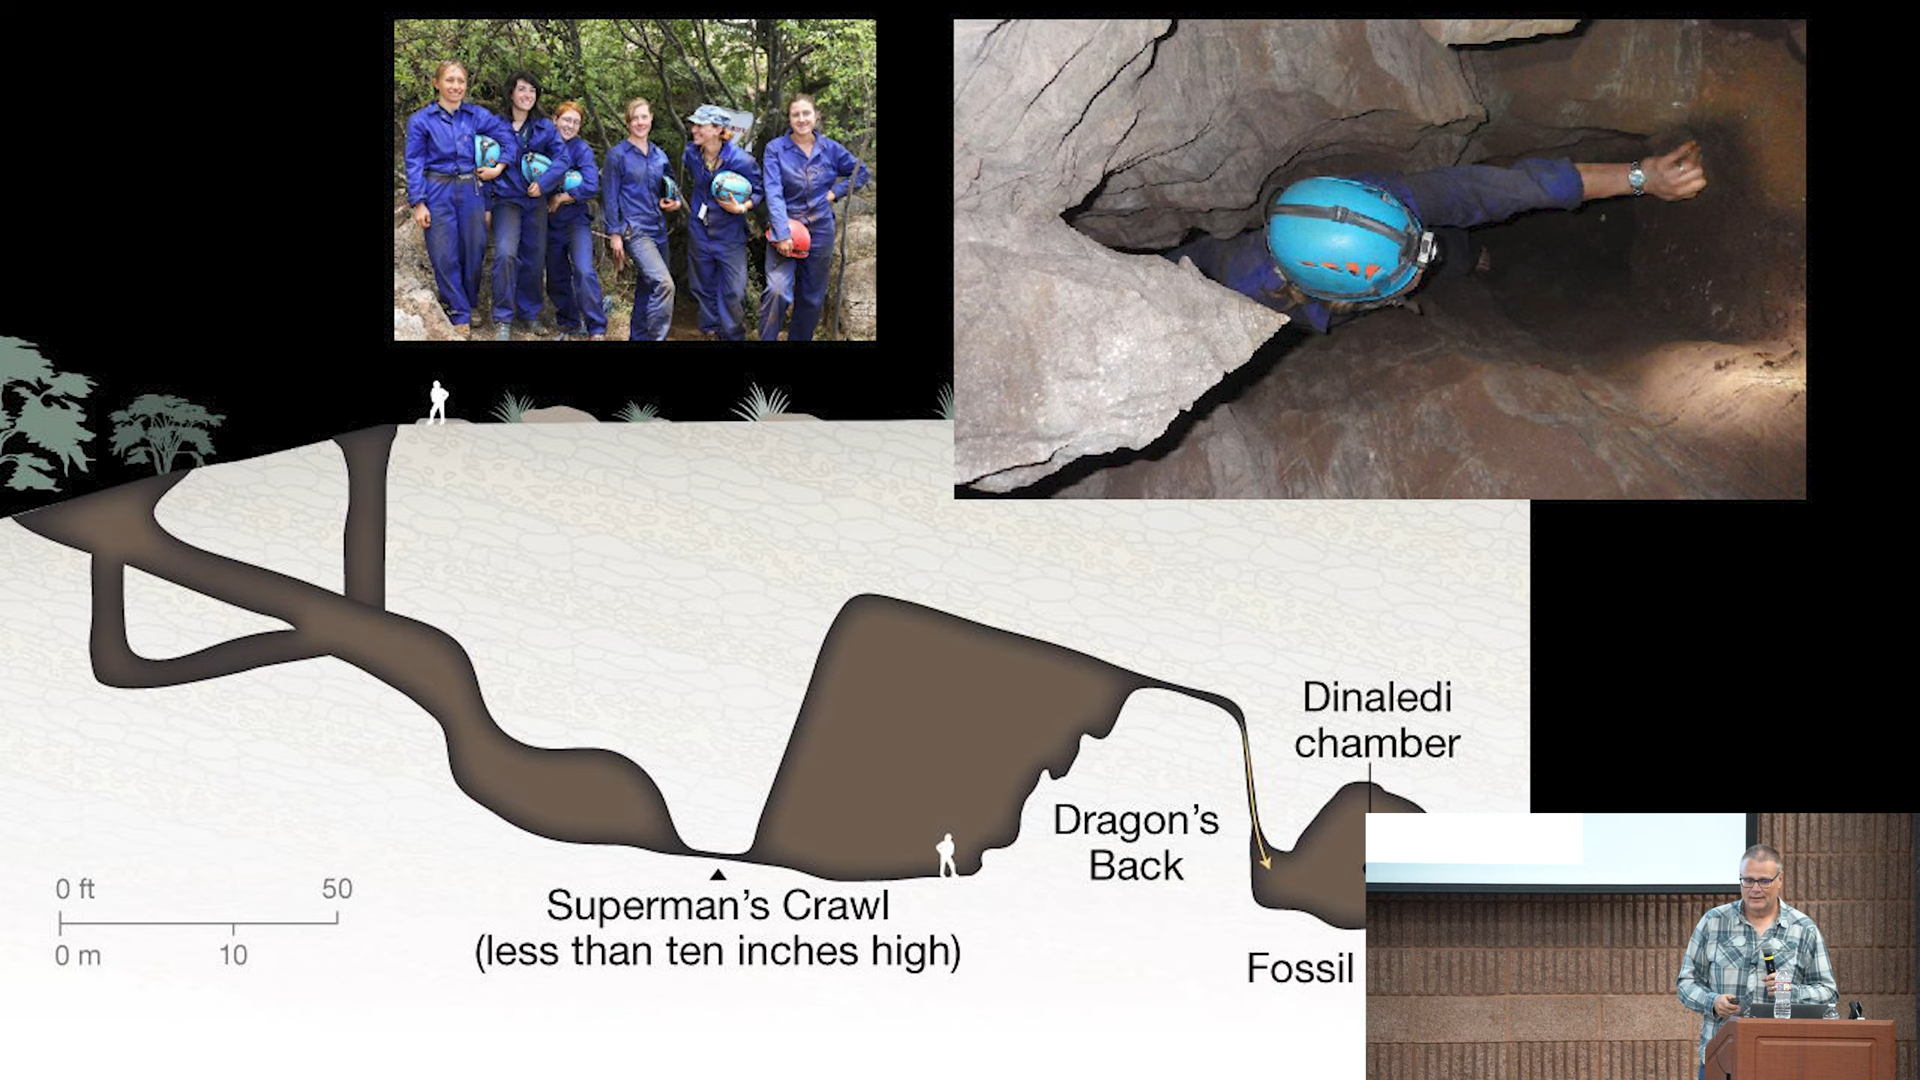 Dinaledi
chamber
Dragon's
Back
0 ft 50
0 m 10
Superman's Crawl
(less than ten inches high)
Fossil